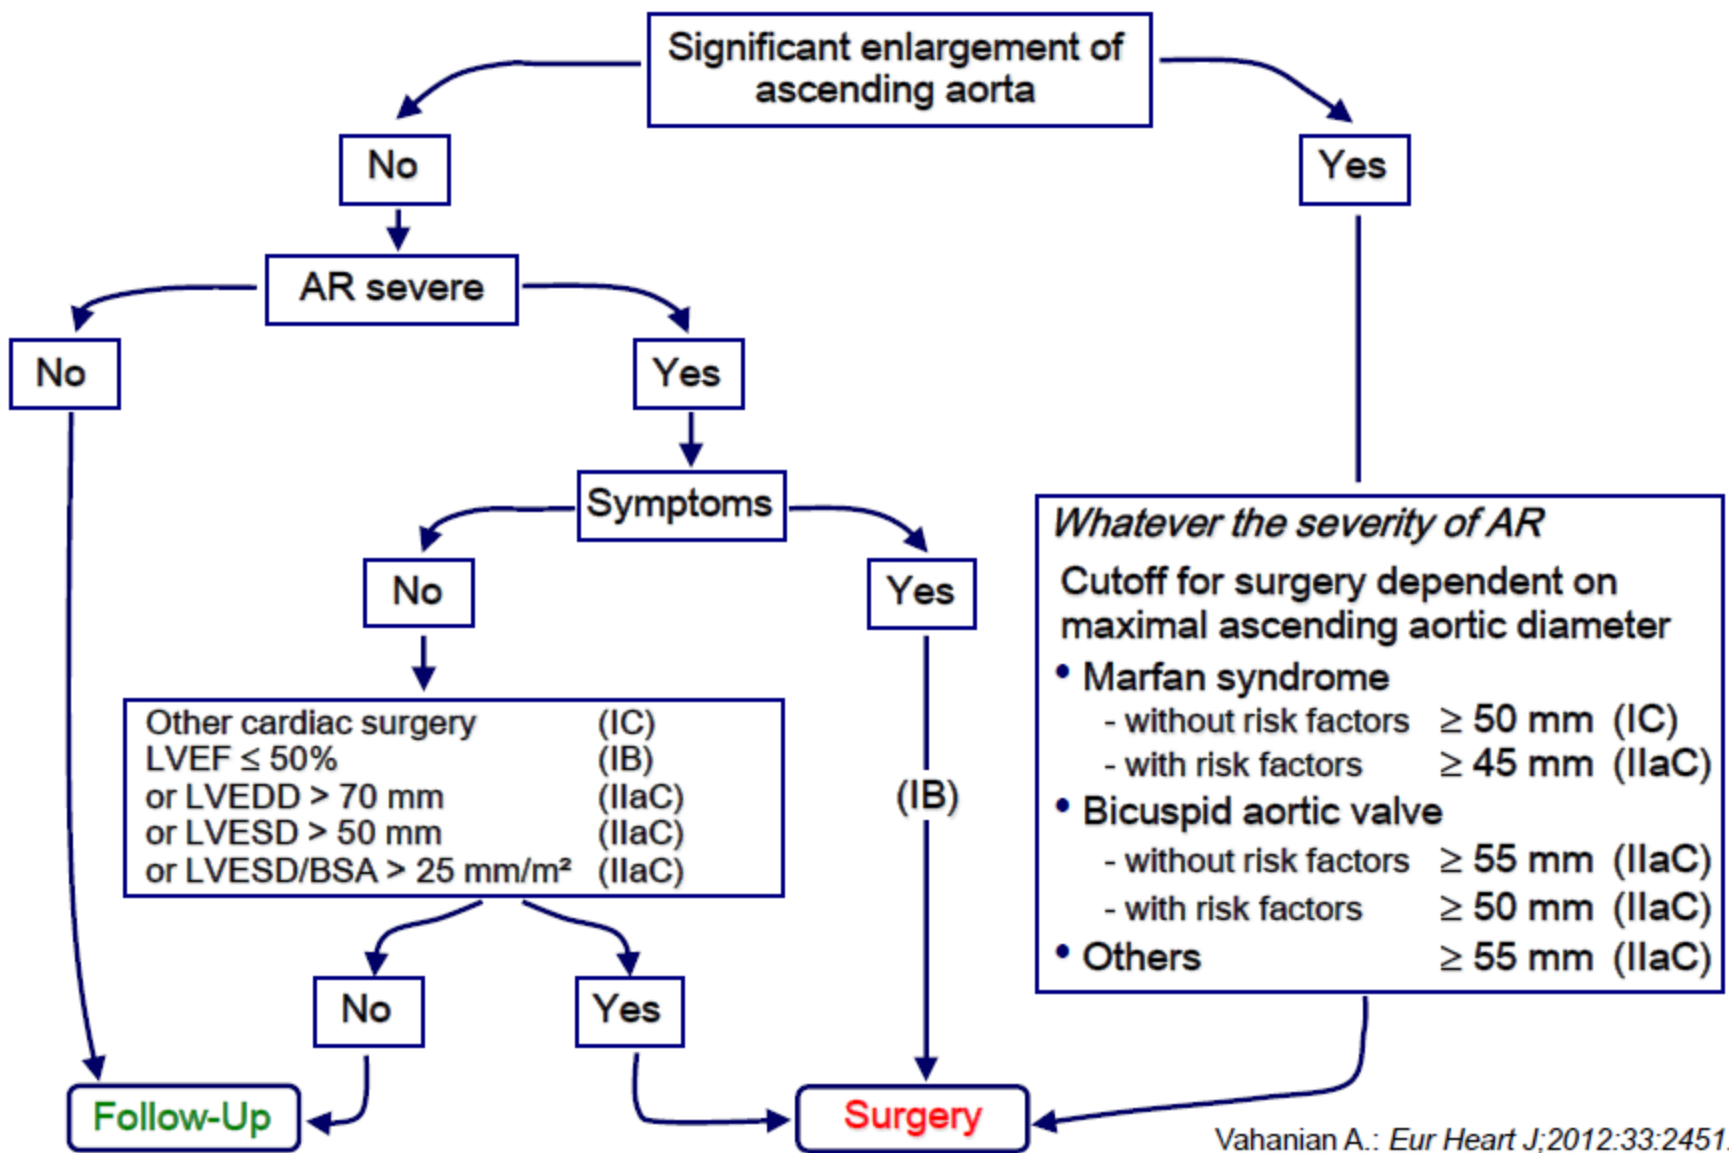 Significant enlargement of
ascending aorta
No
Yes
AR severe
No
Yes
Symptoms
No
Yes
Other cardiac surgery (IC)
LVEF ≤ 50% (IB)
or LVEDD > 70 mm (IIaC)
or LVESD > 50 mm (IIaC)
or LVESD/BSA > 25 mm/m² (IIaC)
(IB)
Whatever the severity of AR
Cutoff for surgery dependent on
maximal ascending aortic diameter
• Marfan syndrome
- without risk factors ≥ 50 mm (IC)
- with risk factors ≥ 45 mm (IIaC)
• Bicuspid aortic valve
- without risk factors ≥ 55 mm (IIaC)
- with risk factors ≥ 50 mm (IIaC)
• Others ≥ 55 mm (IIaC)
No
Yes
Follow-Up
Surgery
Vahanian A.: Eur Heart J;2012:33:2451.